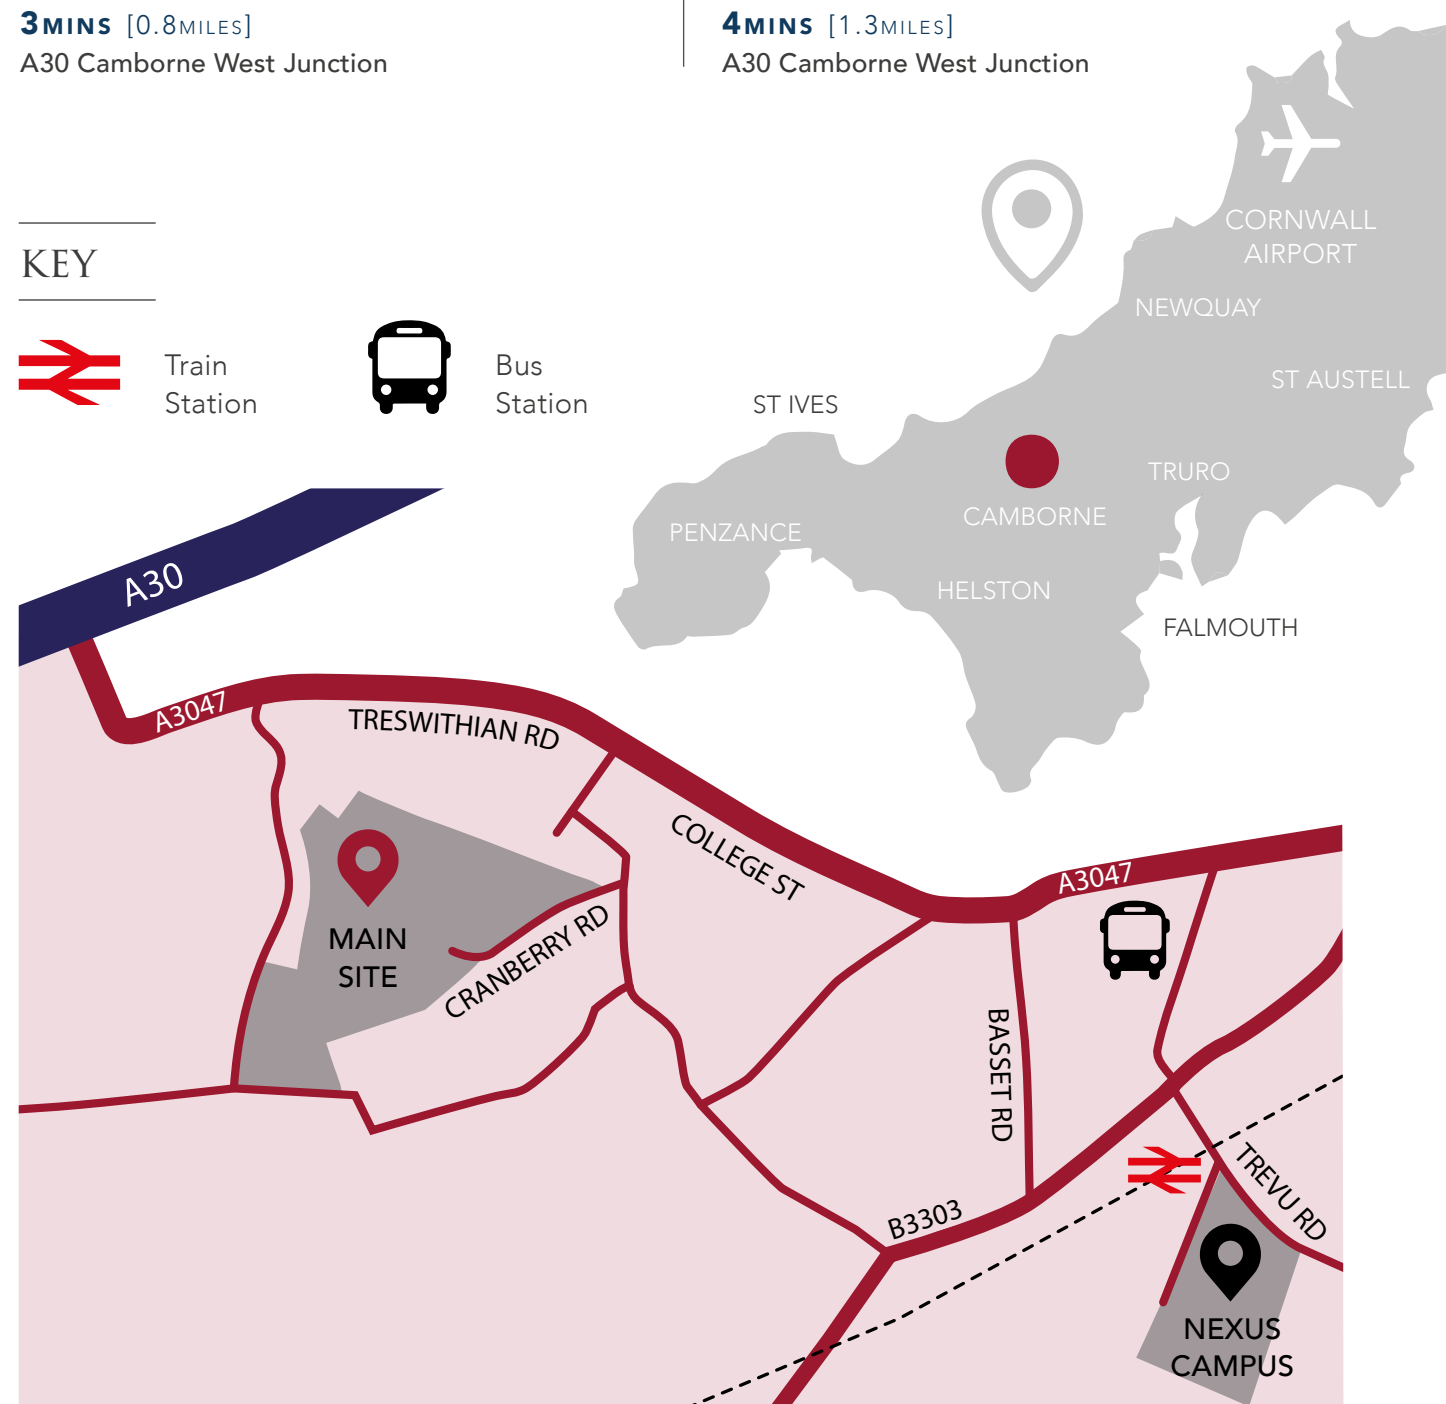 3MINS [0.8MILES]
A30 Camborne West Junction
4MINS [1.3MILES]
A30 Camborne West Junction
KEY
Train
Station
Bus
Station
CORNWALL
AIRPORT
NEWQUAY
ST AUSTELL
ST IVES
TRURO
CAMBORNE
PENZANCE
HELSTON
FALMOUTH
A30
A3047
TRESWITHIAN RD
COLLEGE ST
A3047
MAIN
SITE
CRANBERRY RD
BASSET RD
B3303
TREVU RD
NEXUS
CAMPUS